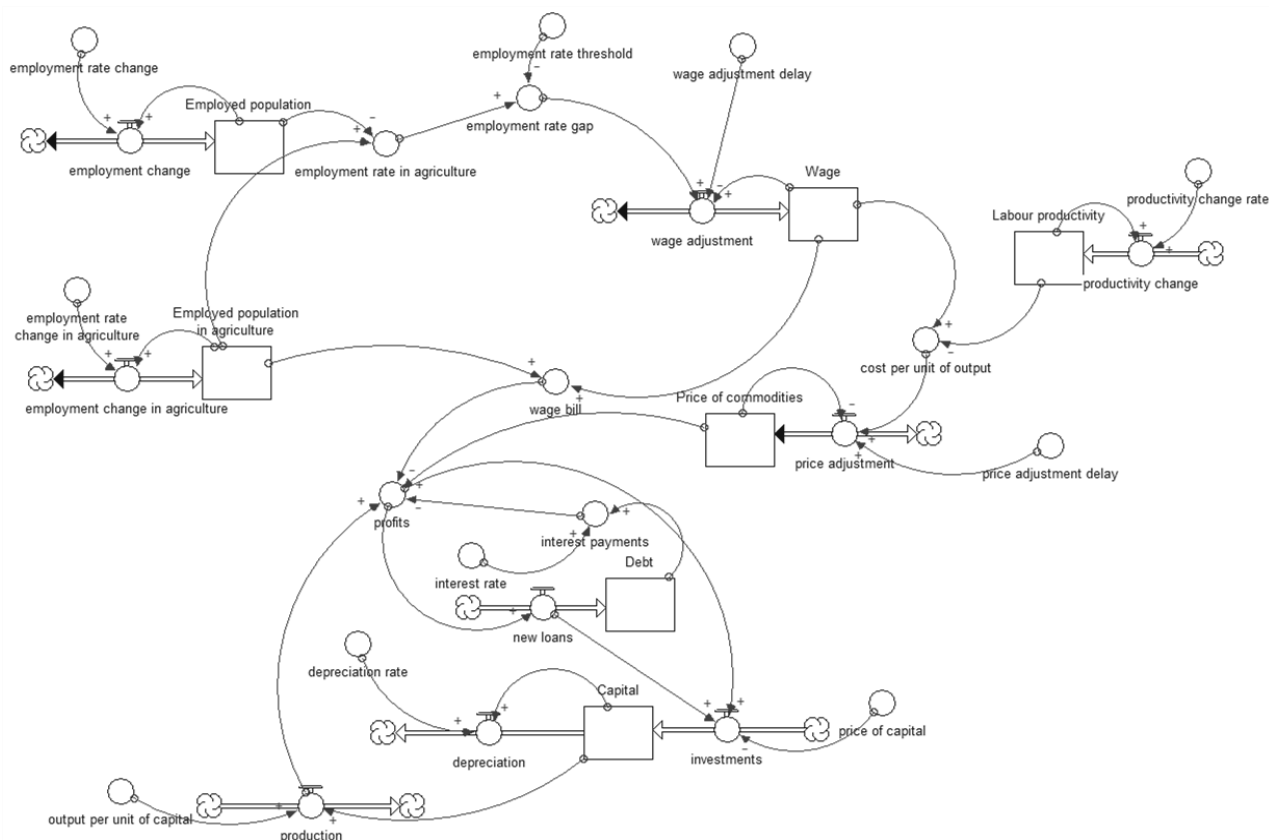 employment rate threshold
employment rate change
wage adjustment delay
Employed population
employment rate gap
employment change
employment rate in agriculture
Wage
productivity change rate
Labour productivity
wage adjustment
productivity change
employment rate
change in agriculture
Employed population
in agriculture
cost per unit of output
employment change in agriculture
wage bill
Price of commodities
price adjustment
price adjustment delay
profits
interest payments
Debt
interest rate
new loans
depreciation rate
Capital
price of capital
depreciation
investments
output per unit of capital
production